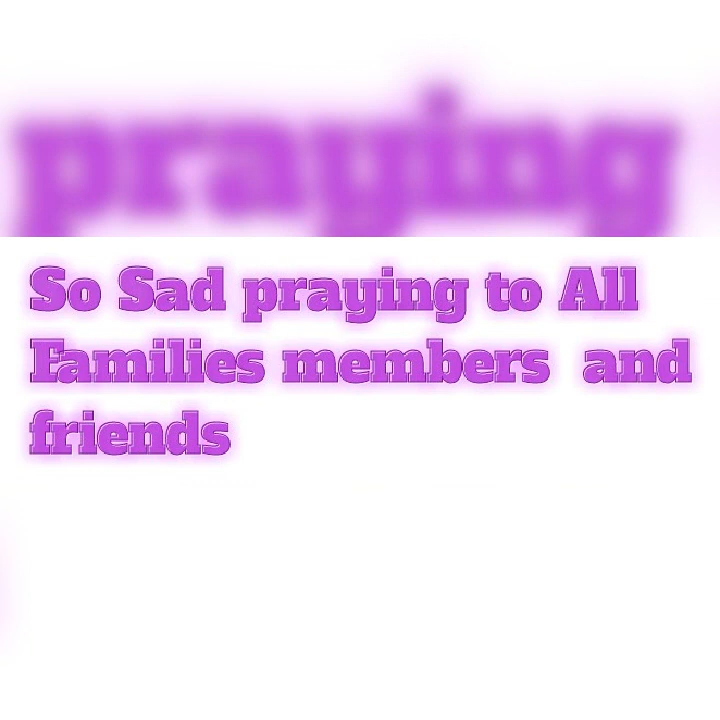 praying
So Sad praying to All
Families members and
friends